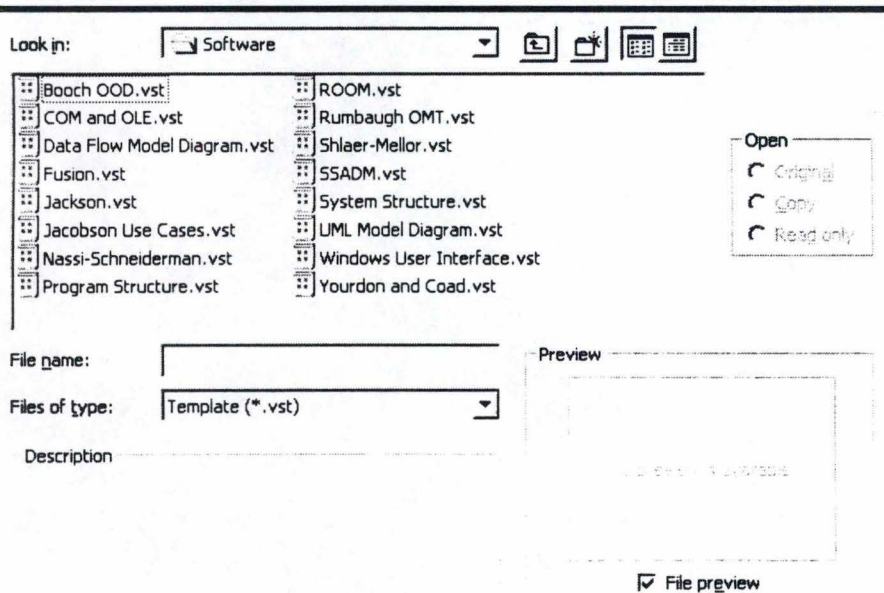 Look in: Software
Booch OOD.vst
COM and OLE.vst
Data Flow Model Diagram.vst
Fusion.vst
Jackson.vst
Jacobson Use Cases.vst
Nassi-Schneiderman.vst
Program Structure.vst
ROOM.vst
Rumbaugh OMT.vst
Shlaer-Mellor.vst
SSADM.vst
System Structure.vst
UML Model Diagram.vst
Windows User Interface.vst
Yourdon and Coad.vst
Open
Original
Copy
Read only
File name:
Files of type: Template (*.vst)
Description
Preview
File preview